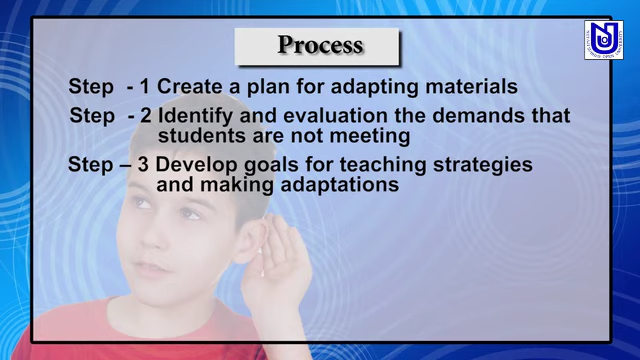 Process
Step - 1 Create a plan for adapting materials
Step - 2 Identify and evaluation the demands that
students are not meeting
Step – 3 Develop goals for teaching strategies
and making adaptations